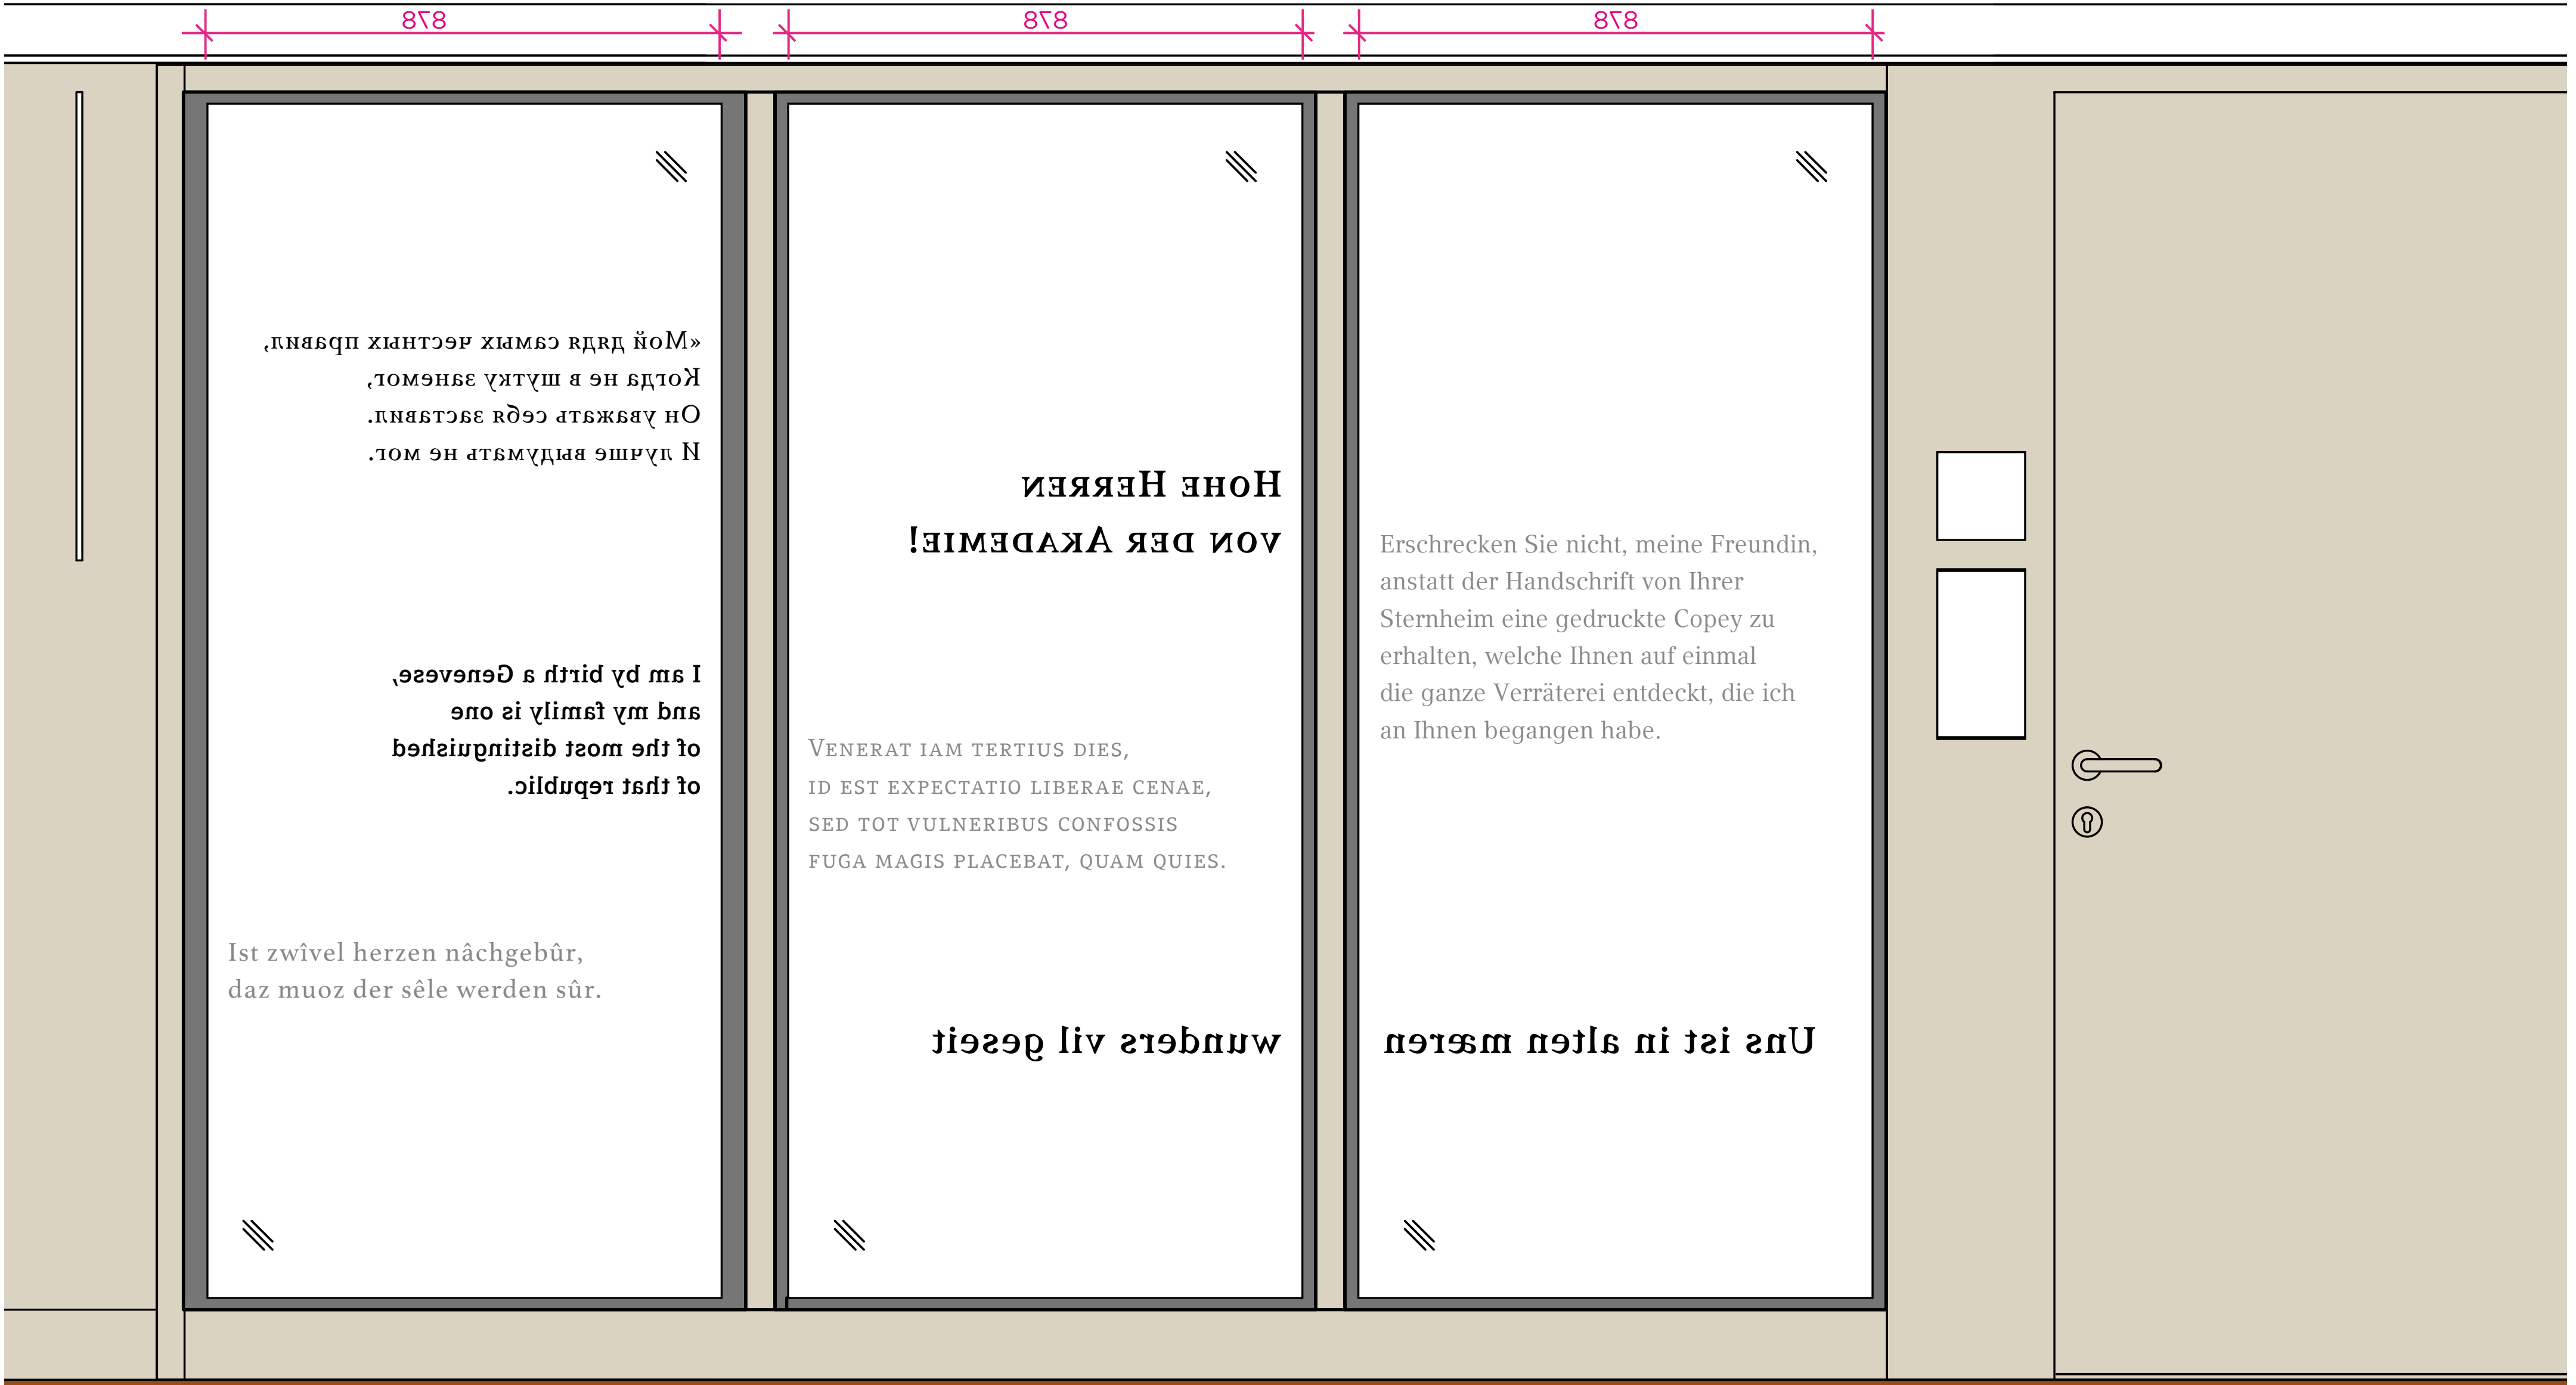 878
878
878
«Мой дядя самых честных правил,
Когда не в шутку занемог,
Он уважать себя заставил.
И лучше выдумать не мог.
I am by birth a Genevese,
and my family is one
of the most distinguished
of that republic.
Ist zwîvel herzen nâchgebûr,
daz muoz der sêle werden sûr.
Hohe Herren
von der Akademie!
Venerat iam tertius dies,
id est expectatio liberae cenae,
sed tot vulneribus confossis
fuga magis placebat, quam quies.
wunders vil geseit
Erschrecken Sie nicht, meine Freundin,
anstatt der Handschrift von Ihrer
Sternheim eine gedruckte Copey zu
erhalten, welche Ihnen auf einmal
die ganze Verräterei entdeckt, die ich
an Ihnen begangen habe.
Uns ist in alten mæren